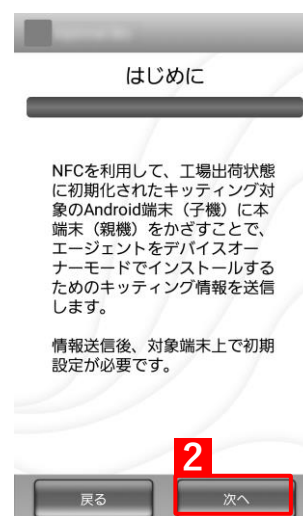 はじめに
NFCを利用して、工場出荷状態
に初期化されたキッティング対
象のAndroid端末（子機）に本
端末（親機）をかざすことで、
エージェントをデバイスオー
ナーモードでインストールする
ためのキッティング情報を送信
します。
情報送信後、対象端末上で初期
設定が必要です。
2
戻る
次へ